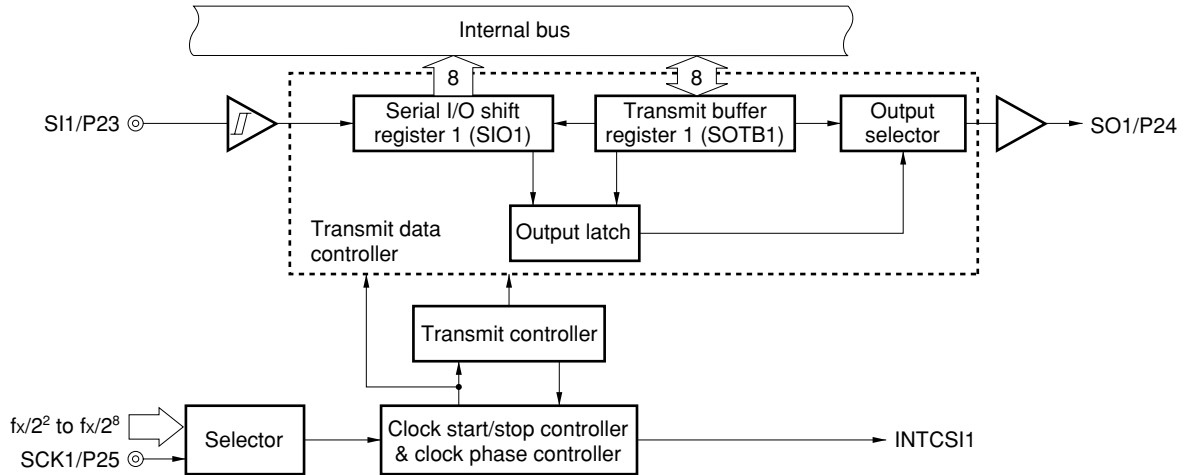 Internal bus
8
8
SI1/P23
Serial I/O shift
register 1 (SIO1)
Transmit buffer
register 1 (SOTB1)
Output
selector
SO1/P24
Transmit data
controller
Output latch
Transmit controller
fx/2² to fx/2⁸
SCK1/P25
Selector
Clock start/stop controller
& clock phase controller
INTCSI1